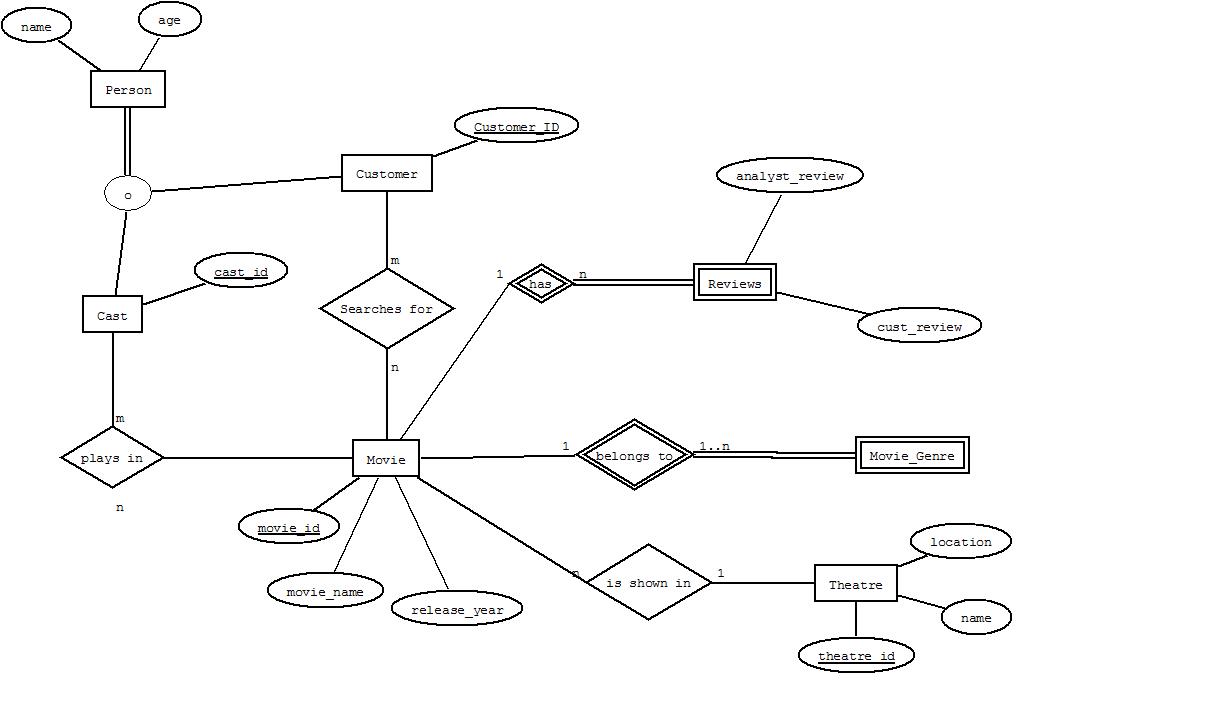 name
age
Person
Customer_ID
Customer
analyst_review
o
cast_id
m
1
n
has
Reviews
Cast
Searches for
cust_review
n
m
plays in
Movie
1
belongs to
1..n
Movie_Genre
n
movie_id
location
n
is shown in
1
Theatre
movie_name
release_year
name
theatre_id